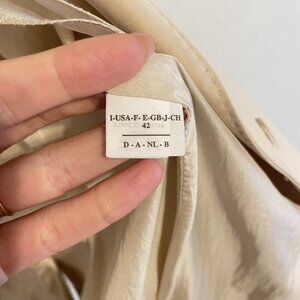 I-USA-F- E-GB-J-CH
42
D - A - NL - B